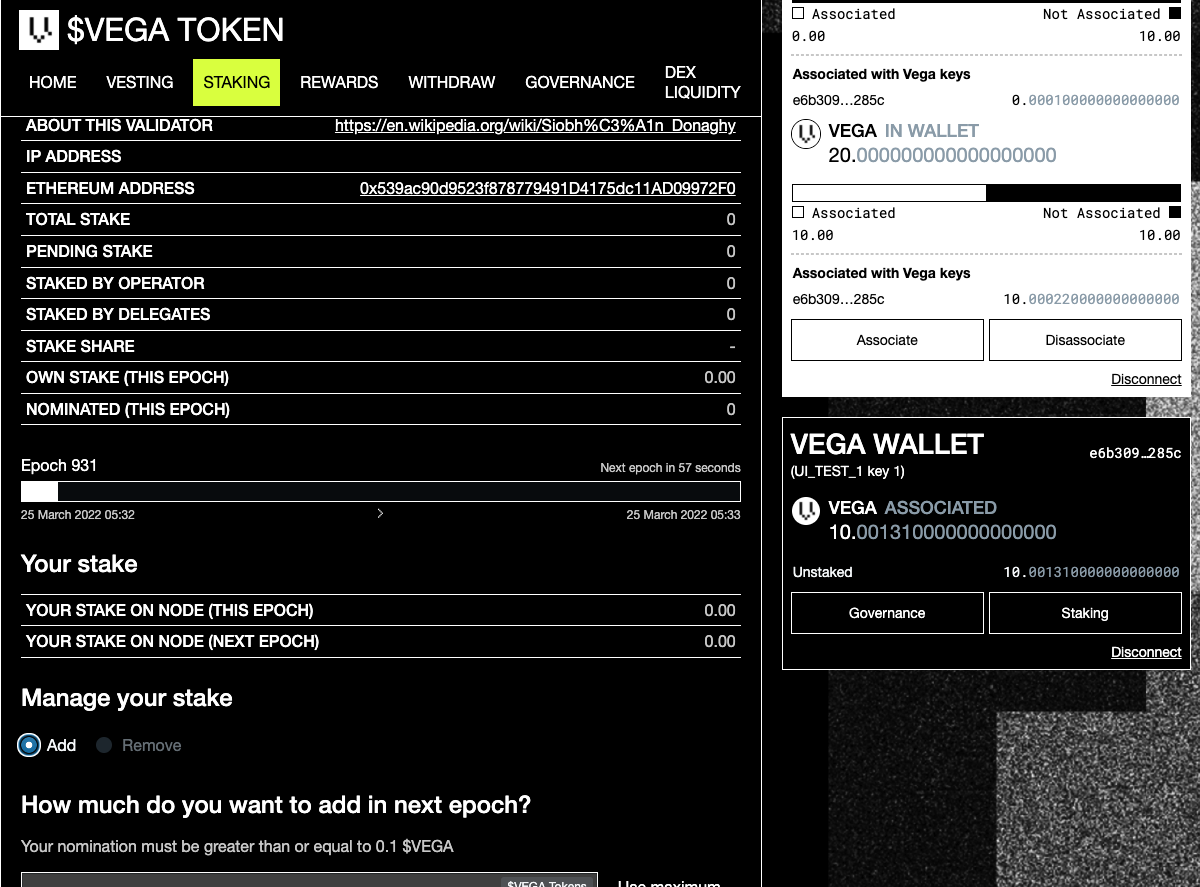 $VEGA TOKEN
HOME VESTING STAKING REWARDS WITHDRAW GOVERNANCE DEX LIQUIDITY
ABOUT THIS VALIDATOR https://en.wikipedia.org/wiki/Siobh%C3%A1n_Donaghy
IP ADDRESS
ETHEREUM ADDRESS 0x539ac90d9523f878779491D4175dc11AD09972F0
TOTAL STAKE 0
PENDING STAKE 0
STAKED BY OPERATOR 0
STAKED BY DELEGATES 0
STAKE SHARE -
OWN STAKE (THIS EPOCH) 0.00
NOMINATED (THIS EPOCH) 0
Epoch 931 Next epoch in 57 seconds
25 March 2022 05:32 > 25 March 2022 05:33
Your stake
YOUR STAKE ON NODE (THIS EPOCH) 0.00
YOUR STAKE ON NODE (NEXT EPOCH) 0.00
Manage your stake
Add Remove
How much do you want to add in next epoch?
Your nomination must be greater than or equal to 0.1 $VEGA
$VEGA Tokens Use maximum
Associated Not Associated
0.00 10.00
Associated with Vega keys
e6b309...285c 0.000100000000000000
VEGA IN WALLET
20.000000000000000000
Associated Not Associated
10.00 10.00
Associated with Vega keys
e6b309...285c 10.000220000000000000
Associate Disassociate
Disconnect
VEGA WALLET e6b309…285c
(UI_TEST_1 key 1)
VEGA ASSOCIATED
10.001310000000000000
Unstaked 10.001310000000000000
Governance Staking
Disconnect